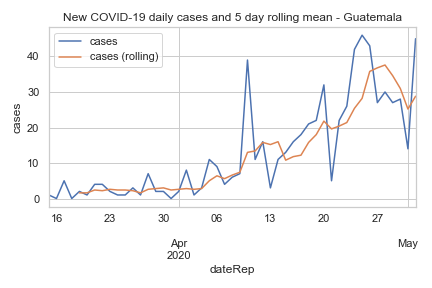 New COVID-19 daily cases and 5 day rolling mean - Guatemala
cases
cases (rolling)
cases
40
30
20
10
0
16 23 30 06 13 20 27
Apr May
2020
dateRep